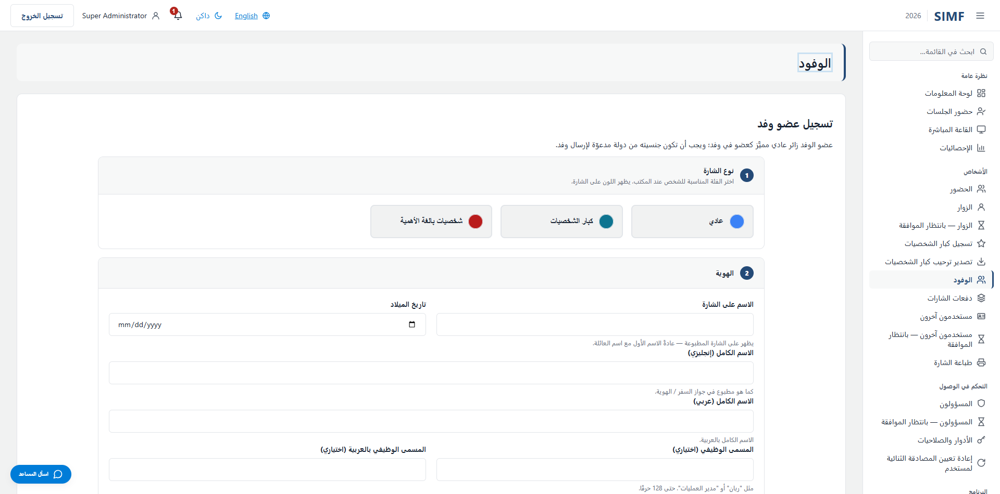 SIMF
2026
English
داكن
1
Super Administrator
تسجيل الخروج
ابحث في القائمة...
نظرة عامة
لوحة المعلومات
حضور الجلسات
القاعة المباشرة
الإحصائيات
الأشخاص
الحضور
الزوار
الزوار — بانتظار الموافقة
تسجيل كبار الشخصيات
تصدير ترحيب كبار الشخصيات
الوفود
دفعات الشارات
مستخدمون آخرون
مستخدمون آخرون — بانتظار
الموافقة
طباعة الشارة
التحكم في الوصول
المسؤولون
المسؤولون — بانتظار الموافقة
الأدوار والصلاحيات
إعادة تعيين المصادقة الثنائية
لمستخدم
البرنامج
الوفود
تسجيل عضو وفد
عضو الوفد زائر عادي مميَّز كعضو في وفد؛ ويجب أن تكون جنسيته من دولة مدعوّة لإرسال وفد.
1
نوع الشارة
اختر الفئة المناسبة للشخص عند المكتب. يظهر اللون على الشارة.
عادي
كبار الشخصيات
شخصيات بالغة الأهمية
2
الهوية
الاسم على الشارة
تاريخ الميلاد
mm/dd/yyyy
يظهر على الشارة المطبوعة — عادةً الاسم الأول مع اسم العائلة.
الاسم الكامل (إنجليزي)
كما هو مطبوع في جواز السفر / الهوية.
الاسم الكامل (عربي)
الاسم الكامل بالعربية.
المسمى الوظيفي (اختياري)
المسمى الوظيفي بالعربية (اختياري)
مثل "ربان" أو "مدير العمليات". حتى 128 حرفًا.
اسأل المساعد